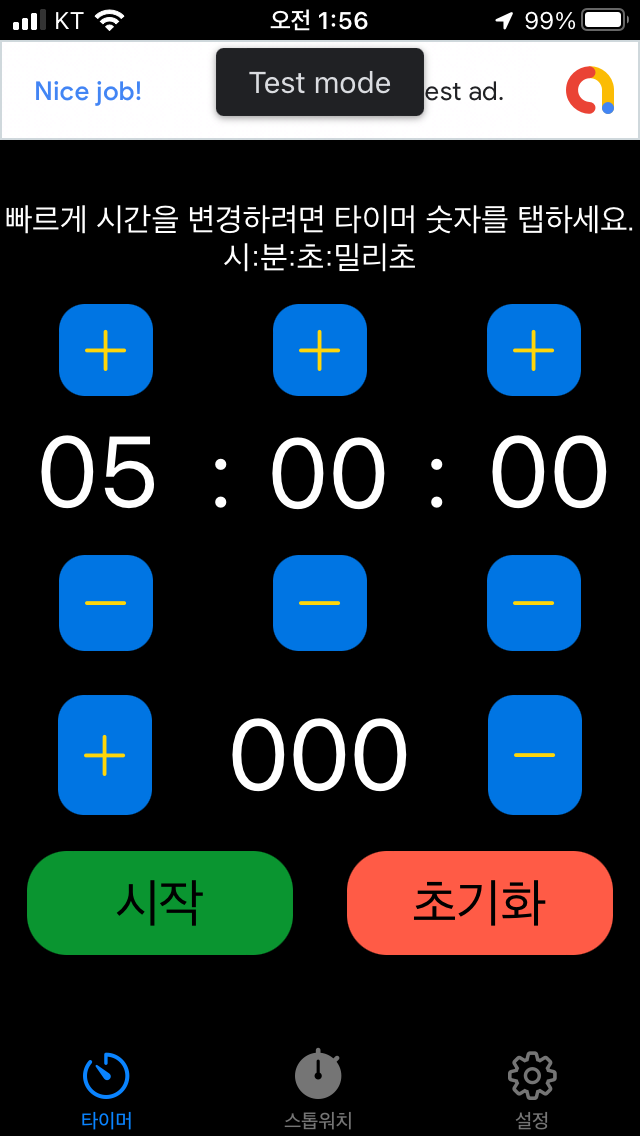 KT 오전 1:56 99%
Nice job! Test mode est ad.
빠르게 시간을 변경하려면 타이머 숫자를 탭하세요.
시:분:초:밀리초
+ + +
05 : 00 : 00
− − −
+ 000 −
시작 초기화
타이머 스톱워치 설정